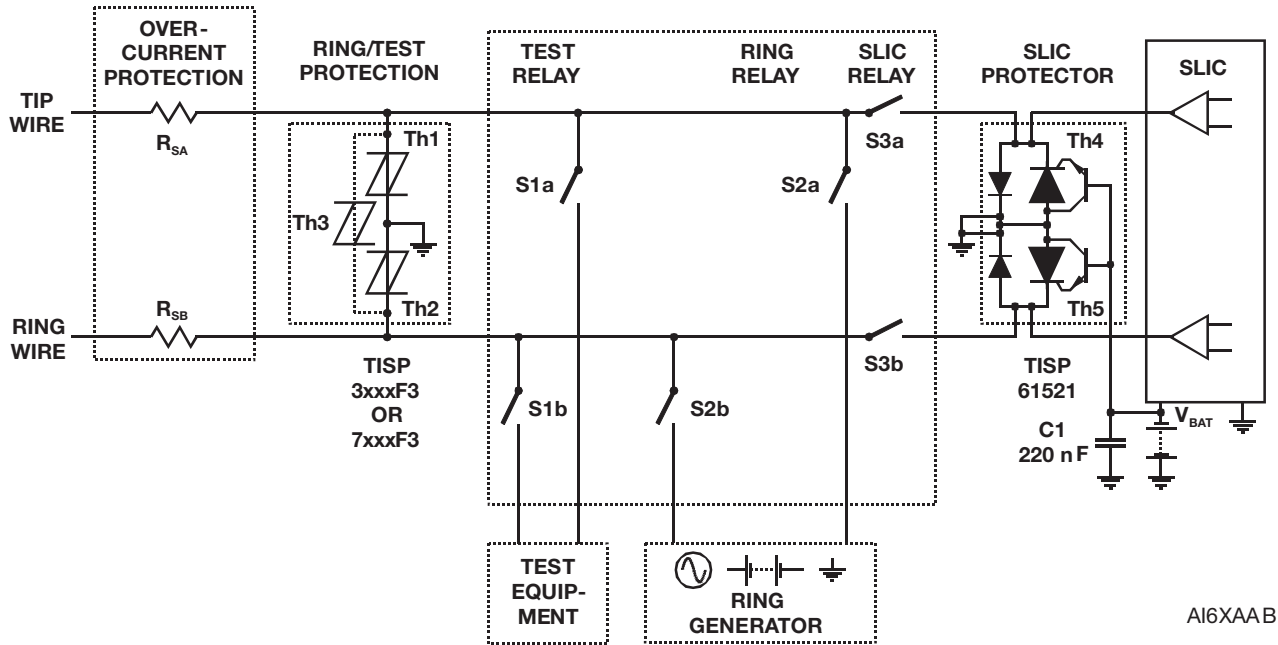 OVER-
CURRENT
PROTECTION
RING/TEST
PROTECTION
TEST
RELAY
RING
RELAY
SLIC
RELAY
SLIC
PROTECTOR
SLIC
TIP
WIRE
RSA
Th1
Th3
Th2
S1a
S2a
S3a
Th4
Th5
RING
WIRE
RSB
TISP
3xxxF3
OR
7xxxF3
S1b
S2b
S3b
TISP
61521
C1
220 nF
VBAT
TEST
EQUIP-
MENT
RING
GENERATOR
AI6XAAB